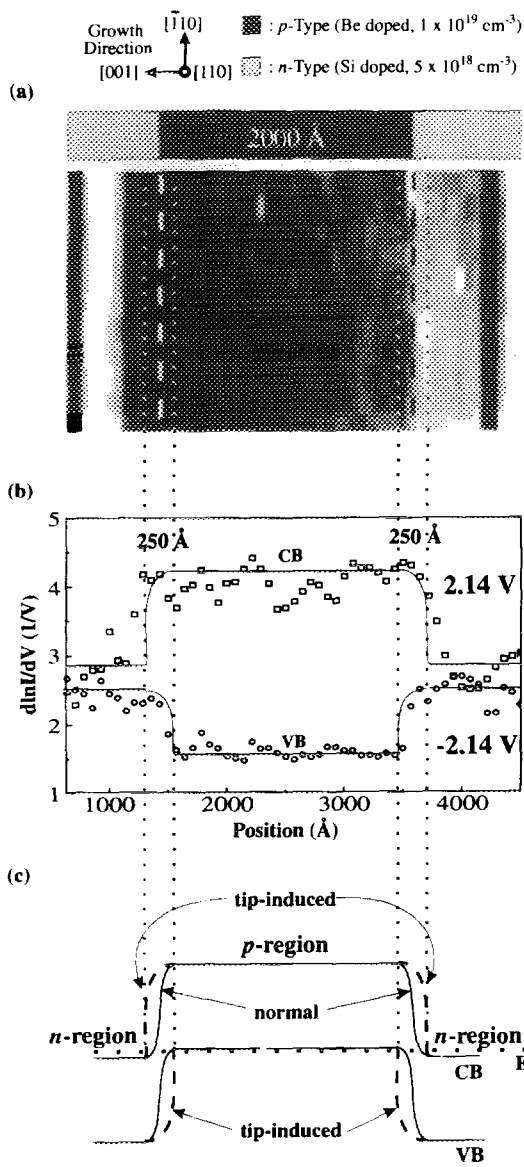 Growth
Direction
[1̅10]
[001]
[110]
: p-Type (Be doped, 1 x 10¹⁹ cm⁻³)
: n-Type (Si doped, 5 x 10¹⁸ cm⁻³)
(a)
2000 Å
(b)
250 Å
CB
250 Å
2.14 V
VB
-2.14 V
dlnI/dV (1/V)
5
4
3
2
1
1000
2000
3000
4000
Position (Å)
(c)
tip-induced
p-region
normal
n-region
n-region
CB
tip-induced
VB